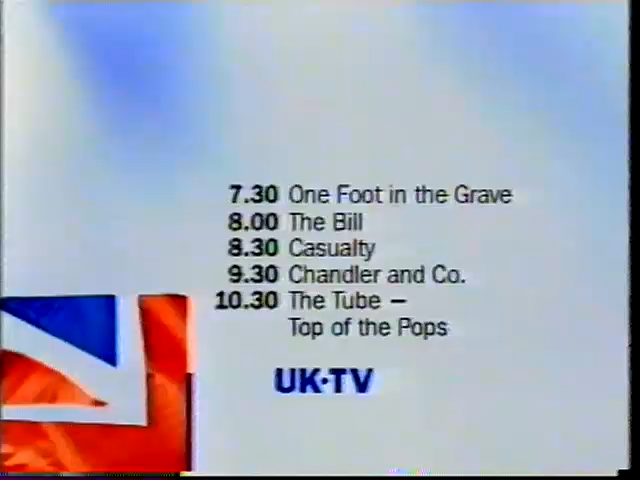 7.30 One Foot in the Grave
8.00 The Bill
8.30 Casualty
9.30 Chandler and Co.
10.30 The Tube –
Top of the Pops
UK·TV